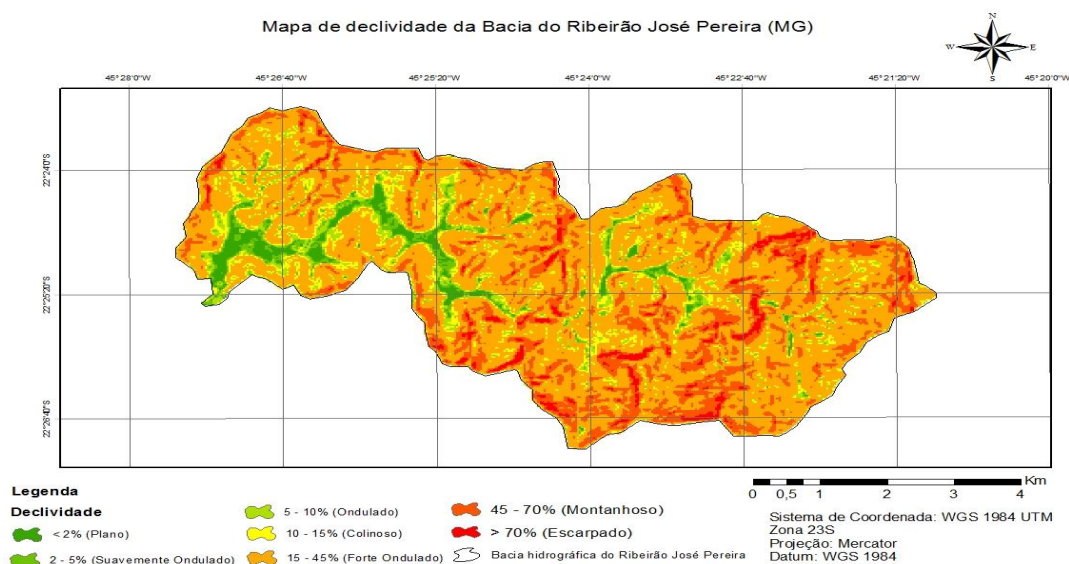 Mapa de declividade da Bacia do Ribeirão José Pereira (MG)
N
W E
S
45°28'0"W 45°26'40"W 45°25'20"W 45°24'0"W 45°22'40"W 45°21'20"W 45°20'0"W
22°24'0"S
22°25'20"S
22°26'40"S
Km
0 0,5 1 2 3 4
Legenda
Declividade
< 2% (Plano)
2 - 5% (Suavemente Ondulado)
5 - 10% (Ondulado)
10 - 15% (Colinoso)
15 - 45% (Forte Ondulado)
45 - 70% (Montanhoso)
> 70% (Escarpado)
Bacia hidrográfica do Ribeirão José Pereira
Sistema de Coordenada: WGS 1984 UTM
Zona 23S
Projeção: Mercator
Datum: WGS 1984